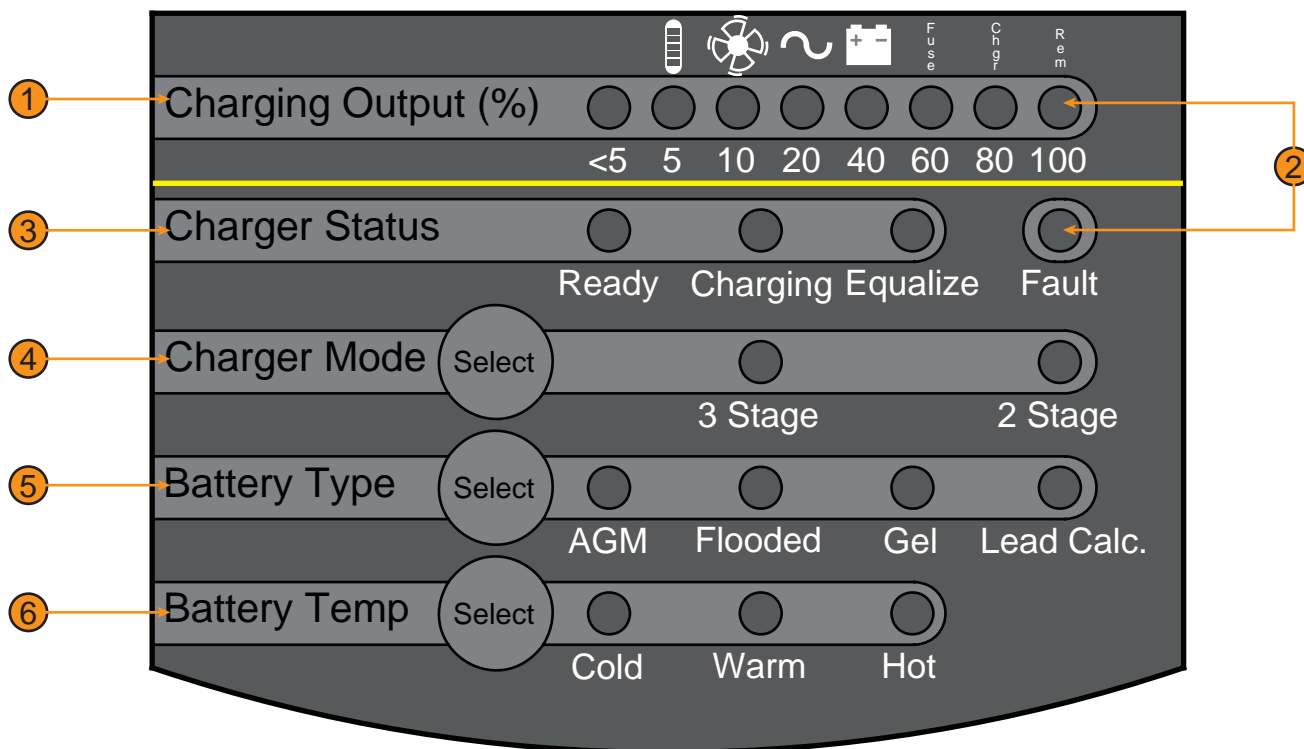 Fuse Chgr Rem
1 Charging Output (%)
<5 5 10 20 40 60 80 100
2
3 Charger Status
Ready Charging Equalize Fault
4 Charger Mode Select
3 Stage 2 Stage
5 Battery Type Select
AGM Flooded Gel Lead Calc.
6 Battery Temp Select
Cold Warm Hot